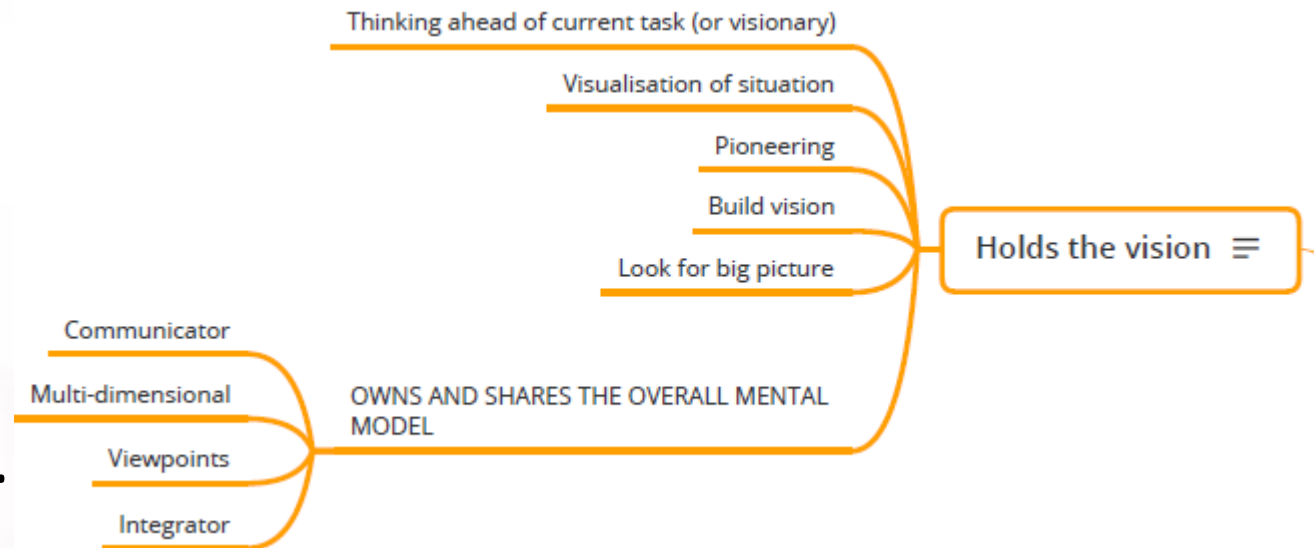 Thinking ahead of current task (or visionary)
Visualisation of situation
Pioneering
Build vision
Look for big picture
Holds the vision
Communicator
Multi-dimensional
OWNS AND SHARES THE OVERALL MENTAL
MODEL
Viewpoints
Integrator